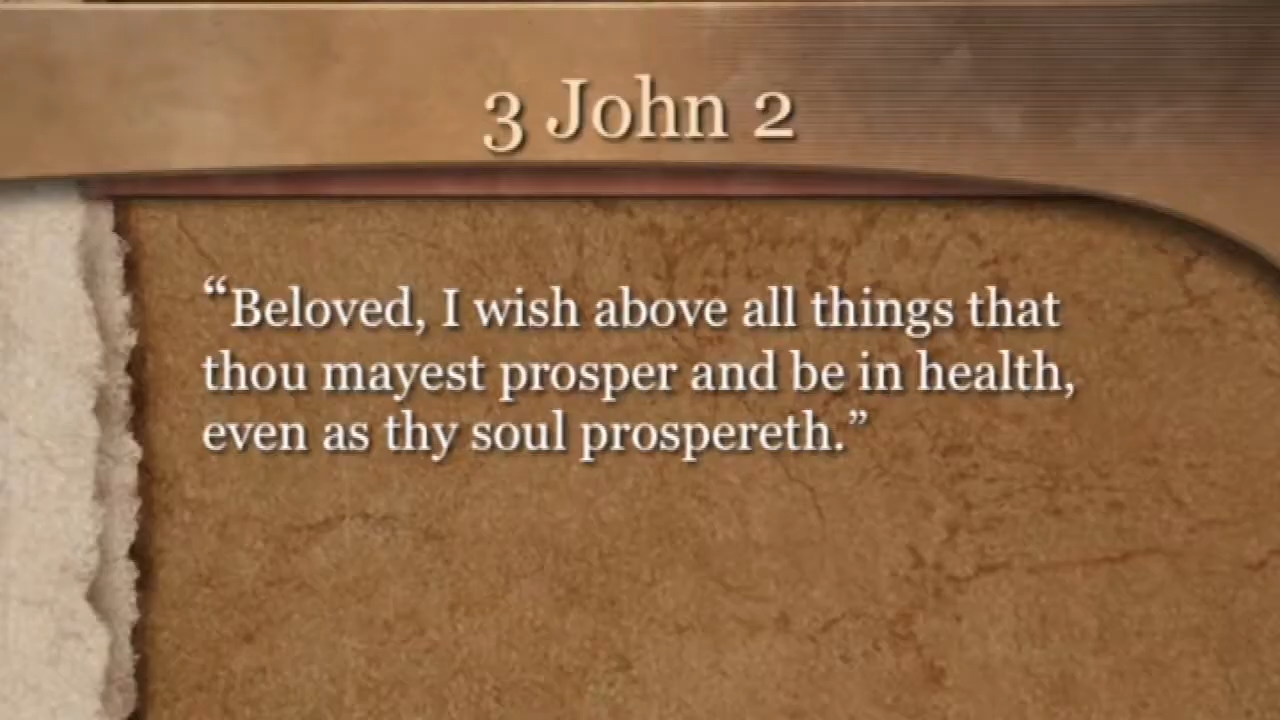 3 John 2
“Beloved, I wish above all things that
thou mayest prosper and be in health,
even as thy soul prospereth.”